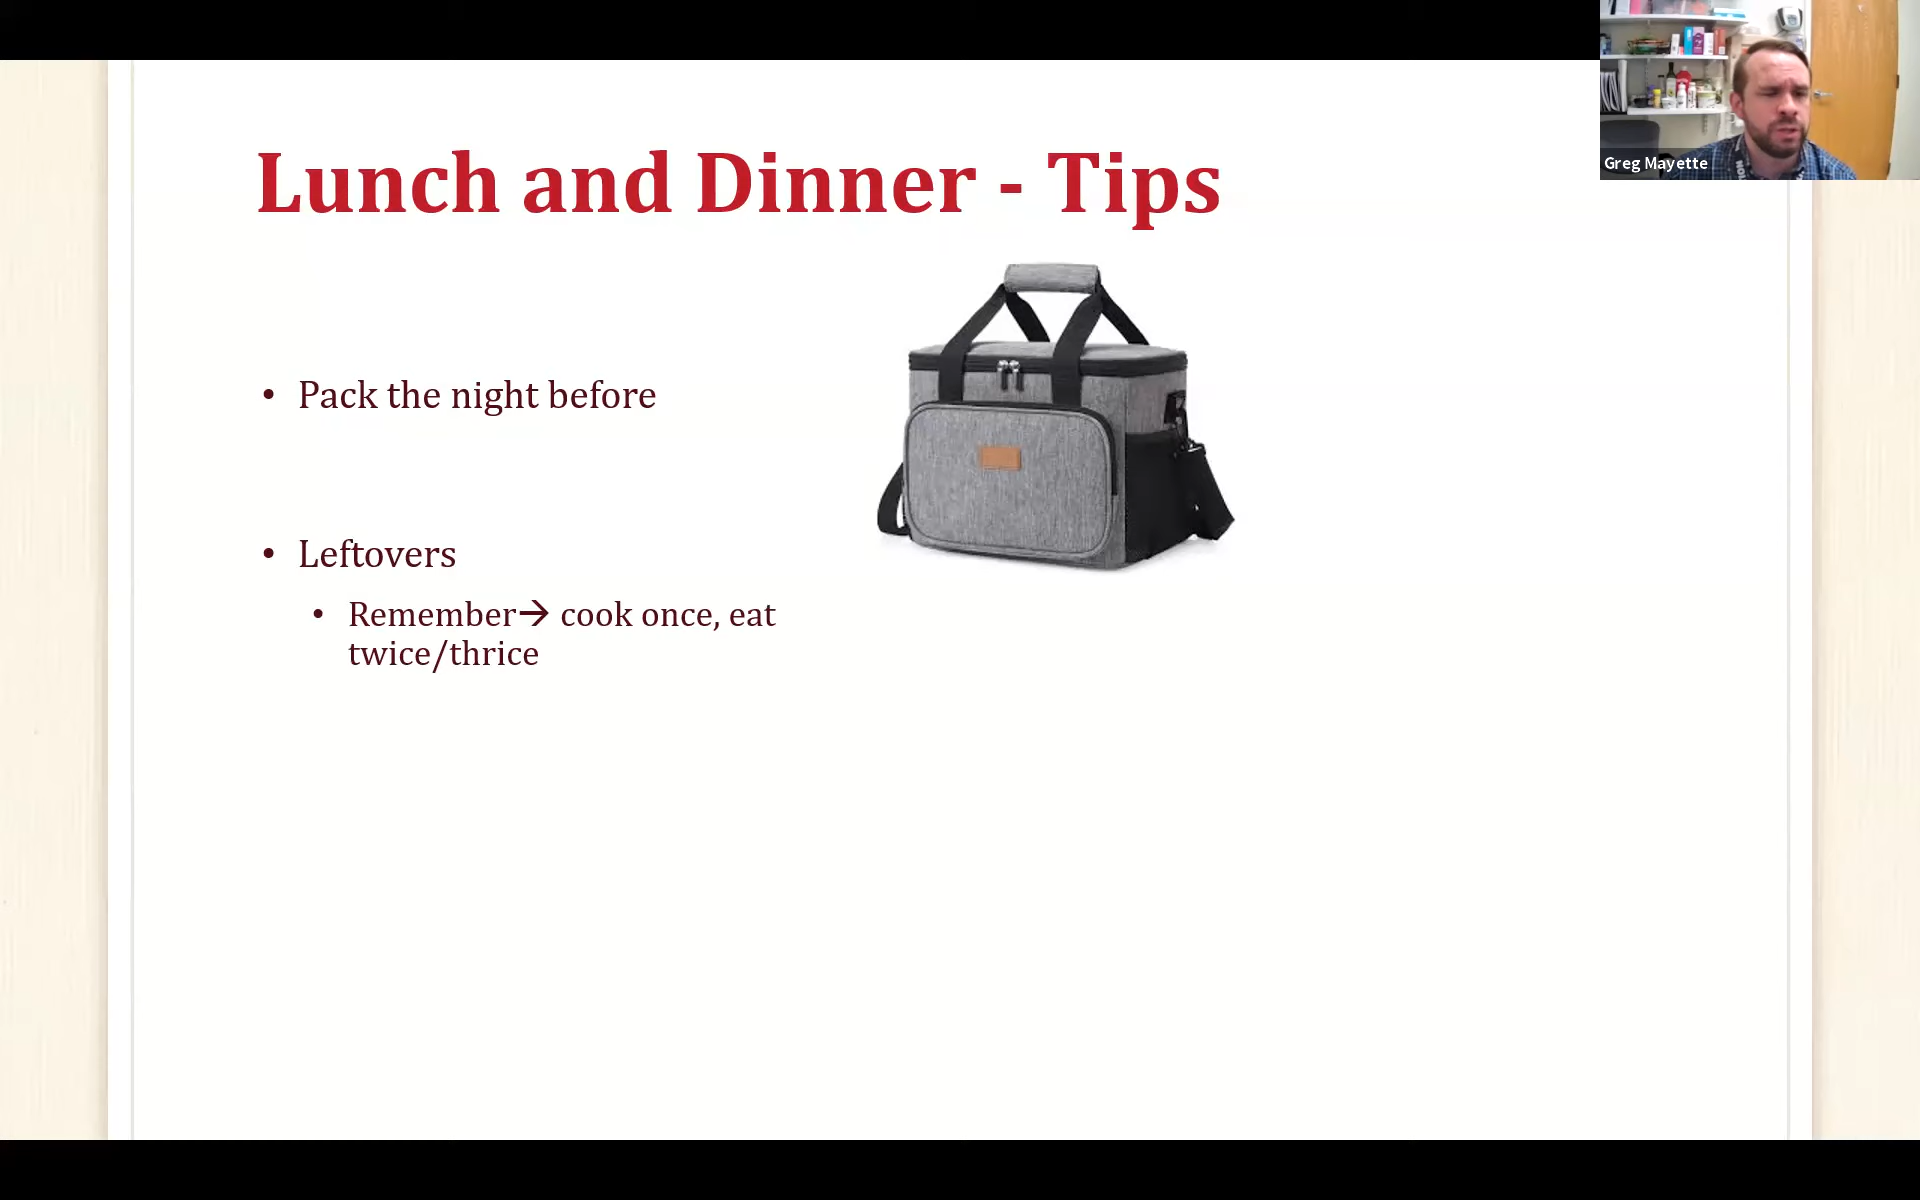 Greg Mayette
Lunch and Dinner - Tips
• Pack the night before
• Leftovers
• Remember→ cook once, eat
twice/thrice